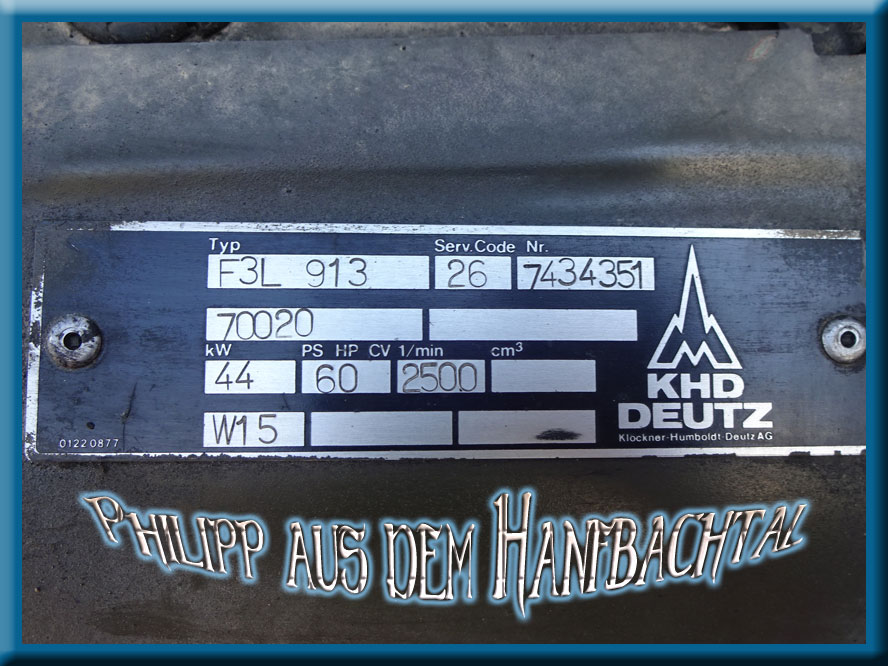 Typ Serv.Code Nr.
F3L 913 26 7434351
70020
kW PS HP CV 1/min cm³
44 60 2500
W15
01220877
KHD
DEUTZ
Klöckner-Humboldt-Deutz AG
PHILIPP AUS DEM HANFBACHTAL